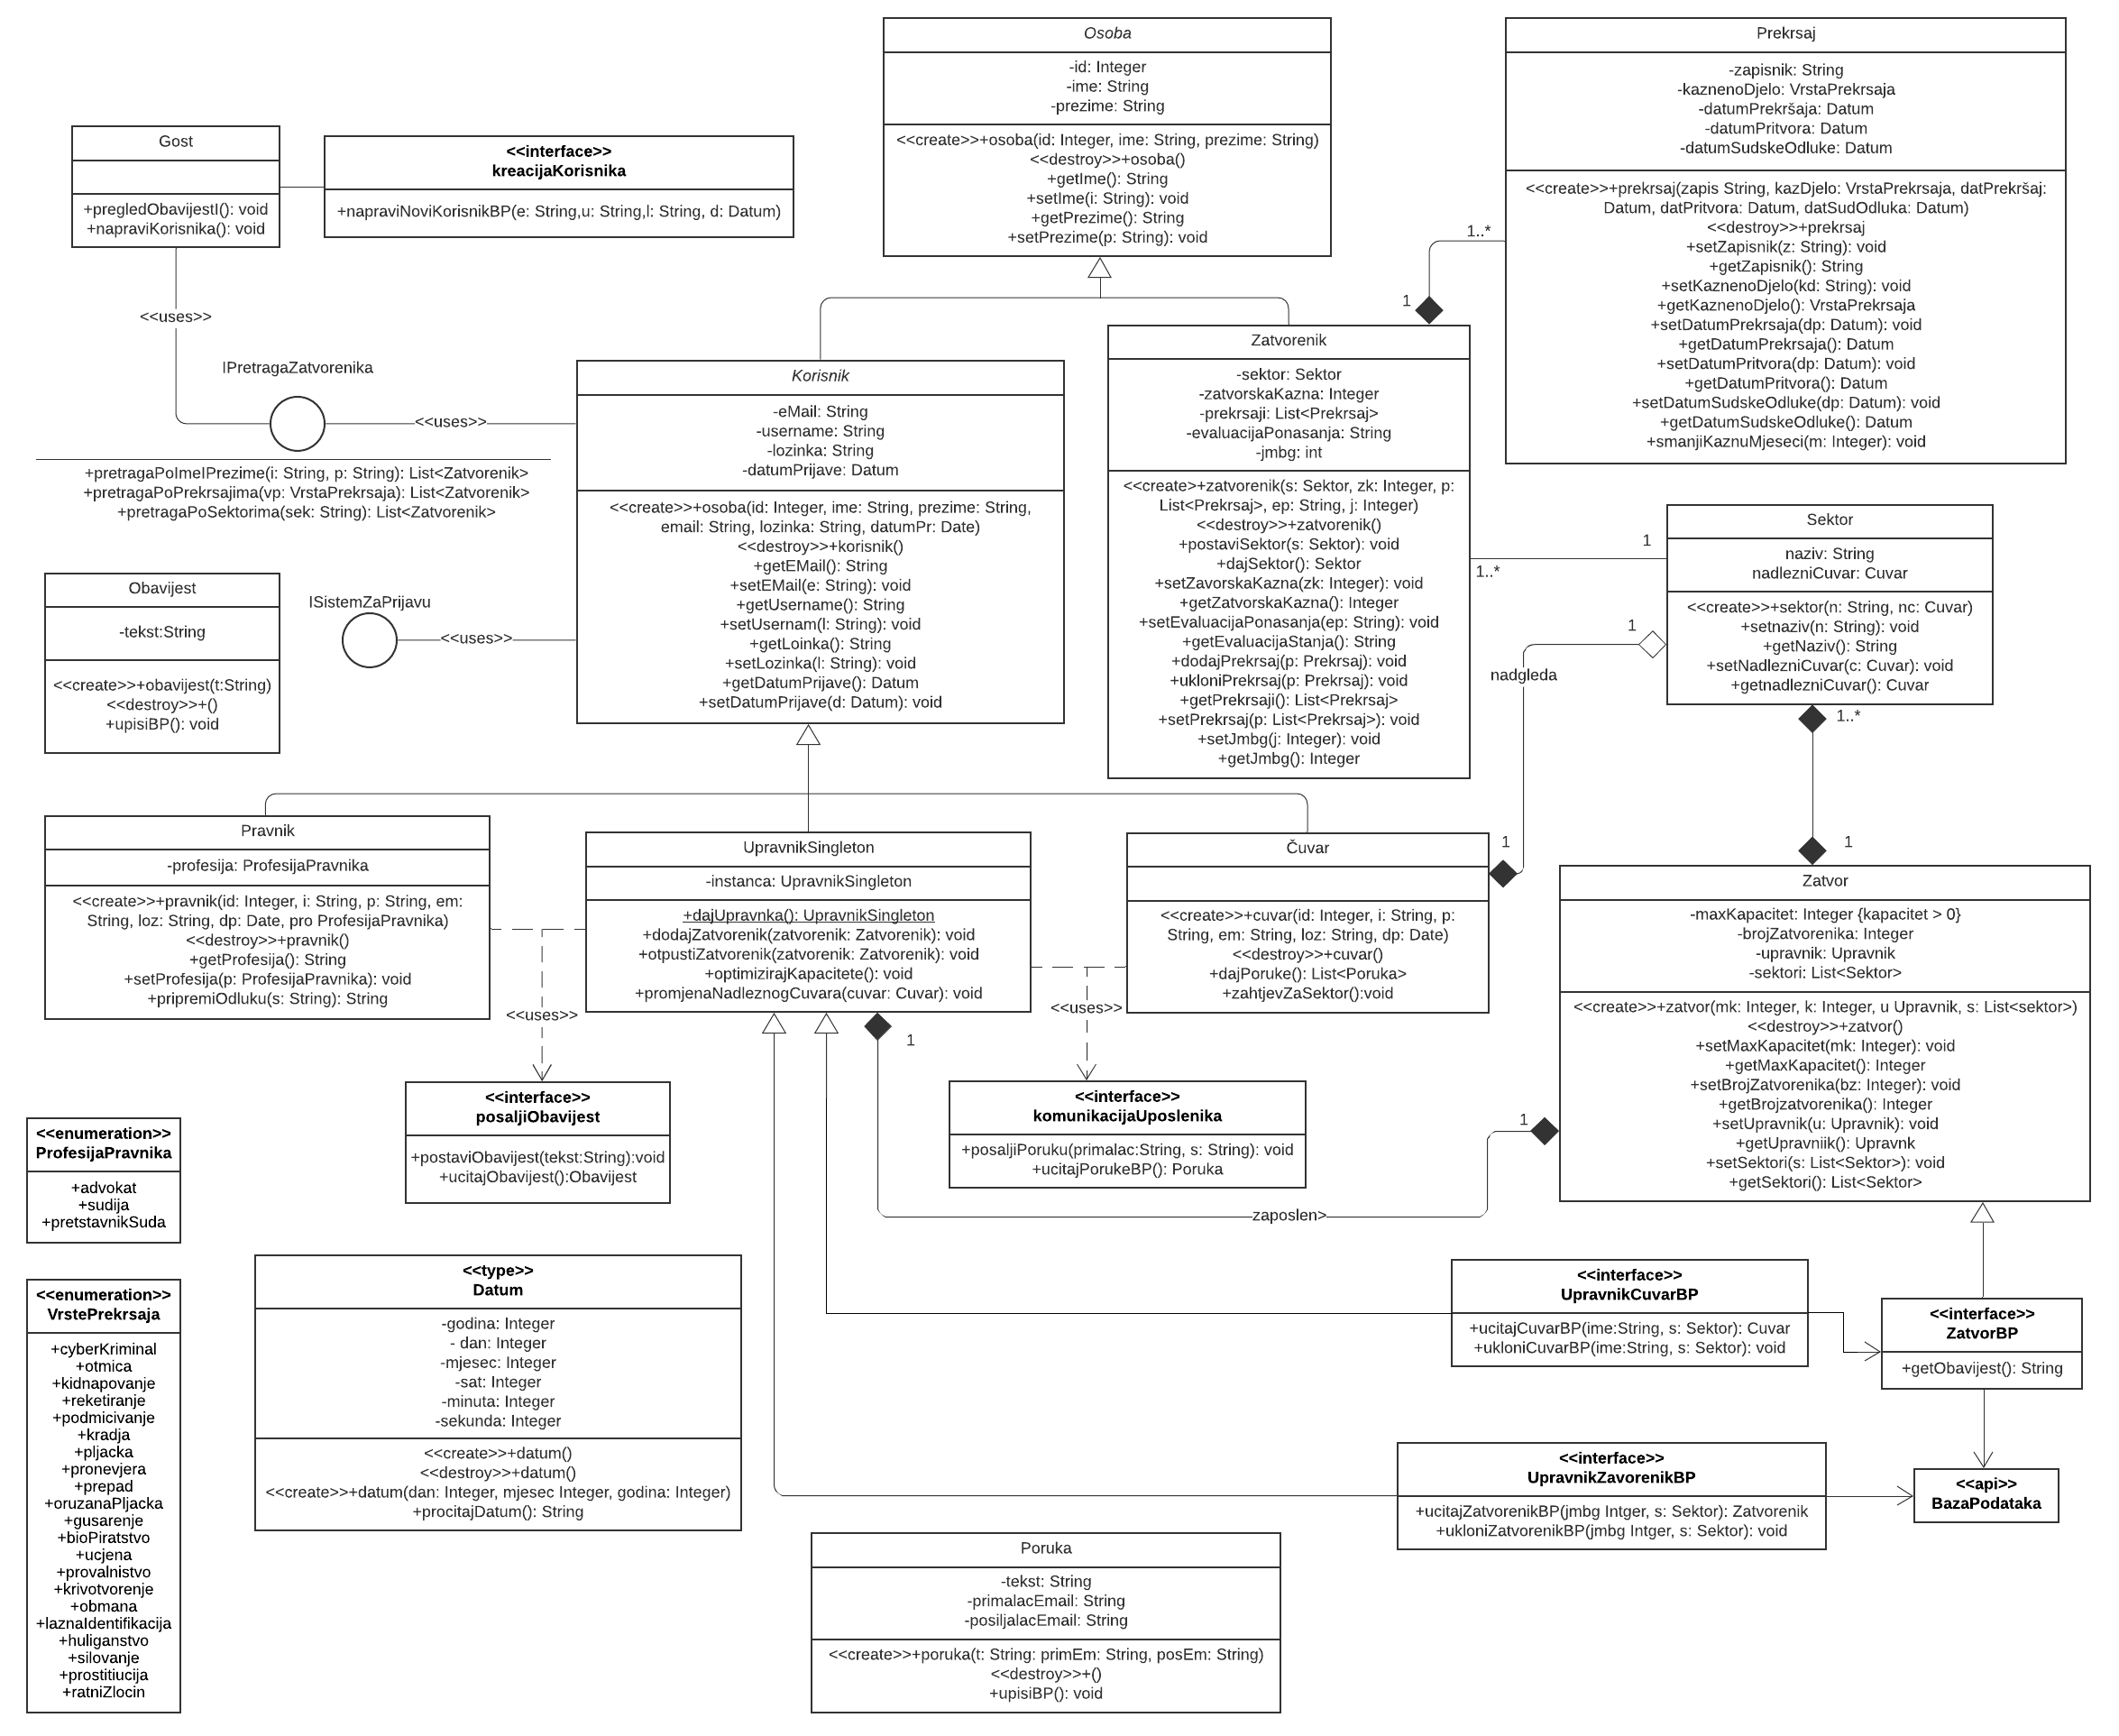 Osoba
-id: Integer
-ime: String
-prezime: String
<<create>>+osoba(id: Integer, ime: String, prezime: String)
<<destroy>>+osoba()
+getIme(): String
+setIme(i: String): void
+getPrezime(): String
+setPrezime(p: String): void
Prekrsaj
-zapisnik: String
-kaznenoDjelo: VrstaPrekrsaja
-datumPrekršaja: Datum
-datumPritvora: Datum
-datumSudskeOdluke: Datum
<<create>>+prekrsaj(zapis String, kazDjelo: VrstaPrekrsaja, datPrekršaj:
Datum, datPritvora: Datum, datSudOdluka: Datum)
<<destroy>>+prekrsaj
+setZapisnik(z: String): void
+getZapisnik(): String
+setKaznenoDjelo(kd: String): void
+getKaznenoDjelo(): VrstaPrekrsaja
+setDatumPrekrsaja(dp: Datum): void
+getDatumPrekrsaja(): Datum
+setDatumPritvora(dp: Datum): void
+getDatumPritvora(): Datum
+setDatumSudskeOdluke(dp: Datum): void
+getDatumSudskeOdluke(): Datum
+smanjiKaznuMjeseci(m: Integer): void
Gost
+pregledObavijestI(): void
+napraviKorisnika(): void
<<interface>>
kreacijaKorisnika
+napraviNoviKorisnikBP(e: String,u: String,l: String, d: Datum)
1..*
1
<<uses>>
IPretragaZatvorenika
<<uses>>
+pretragaPoImeIPrezime(i: String, p: String): List<Zatvorenik>
+pretragaPoPrekrsajima(vp: VrstaPrekrsaja): List<Zatvorenik>
+pretragaPoSektorima(sek: String): List<Zatvorenik>
Korisnik
-eMail: String
-username: String
-lozinka: String
-datumPrijave: Datum
<<create>>+osoba(id: Integer, ime: String, prezime: String,
email: String, lozinka: String, datumPr: Date)
<<destroy>>+korisnik()
+getEMail(): String
+setEMail(e: String): void
+getUsername(): String
+setUsernam(l: String): void
+getLoinka(): String
+setLozinka(l: String): void
+getDatumPrijave(): Datum
+setDatumPrijave(d: Datum): void
Zatvorenik
-sektor: Sektor
-zatvorskaKazna: Integer
-prekrsaji: List<Prekrsaj>
-evaluacijaPonasanja: String
-jmbg: int
<<create>+zatvorenik(s: Sektor, zk: Integer, p:
List<Prekrsaj>, ep: String, j: Integer)
<<destroy>>+zatvorenik()
+postaviSektor(s: Sektor): void
+dajSektor(): Sektor
+setZavorskaKazna(zk: Integer): void
+getZatvorskaKazna(): Integer
+setEvaluacijaPonasanja(ep: String): void
+getEvaluacijaStanja(): String
+dodajPrekrsaj(p: Prekrsaj): void
+ukloniPrekrsaj(p: Prekrsaj): void
+getPrekrsaji(): List<Prekrsaj>
+setPrekrsaj(p: List<Prekrsaj>): void
+setJmbg(j: Integer): void
+getJmbg(): Integer
1
1..*
Sektor
naziv: String
nadlezniCuvar: Cuvar
<<create>>+sektor(n: String, nc: Cuvar)
+setnaziv(n: String): void
+getNaziv(): String
+setNadlezniCuvar(c: Cuvar): void
+getnadlezniCuvar(): Cuvar
Obavijest
-tekst:String
<<create>>+obavijest(t:String)
<<destroy>>+()
+upisiBP(): void
ISistemZaPrijavu
<<uses>>
1
nadgleda
1
1..*
1
Pravnik
-profesija: ProfesijaPravnika
<<create>>+pravnik(id: Integer, i: String, p: String, em:
String, loz: String, dp: Date, pro ProfesijaPravnika)
<<destroy>>+pravnik()
+getProfesija(): String
+setProfesija(p: ProfesijaPravnika): void
+pripremiOdluku(s: String): String
UpravnikSingleton
-instanca: UpravnikSingleton
+dajUpravnka(): UpravnikSingleton
+dodajZatvorenik(zatvorenik: Zatvorenik): void
+otpustiZatvorenik(zatvorenik: Zatvorenik): void
+optimizirajKapacitete(): void
+promjenaNadleznogCuvara(cuvar: Cuvar): void
Čuvar
<<create>>+cuvar(id: Integer, i: String, p:
String, em: String, loz: String, dp: Date)
<<destroy>>+cuvar()
+dajPoruke(): List<Poruka>
+zahtjevZaSektor():void
Zatvor
-maxKapacitet: Integer {kapacitet > 0}
-brojZatvorenika: Integer
-upravnik: Upravnik
-sektori: List<Sektor>
<<create>>+zatvor(mk: Integer, k: Integer, u Upravnik, s: List<sektor>)
<<destroy>>+zatvor()
+setMaxKapacitet(mk: Integer): void
+getMaxKapacitet(): Integer
+setBrojZatvorenika(bz: Integer): void
+getBrojzatvorenika(): Integer
+setUpravnik(u: Upravnik): void
+getUpravniik(): Upravnk
+setSektori(s: List<Sektor>): void
+getSektori(): List<Sektor>
<<uses>>
<<uses>>
1
1
zaposlen>
<<interface>>
posaljiObavijest
+postaviObavijest(tekst:String):void
+ucitajObavijest():Obavijest
<<interface>>
komunikacijaUposlenika
+posaljiPoruku(primalac:String, s: String): void
+ucitajPorukeBP(): Poruka
<<enumeration>>
ProfesijaPravnika
+advokat
+sudija
+pretstavnikSuda
<<enumeration>>
VrstePrekrsaja
+cyberKriminal
+otmica
+kidnapovanje
+reketiranje
+podmicivanje
+kradja
+pljacka
+pronevjera
+prepad
+oruzanaPljacka
+gusarenje
+bioPiratstvo
+ucjena
+provalnistvo
+krivotvorenje
+obmana
+laznaIdentifikacija
+huliganstvo
+silovanje
+prostitiucija
+ratniZlocin
<<type>>
Datum
-godina: Integer
- dan: Integer
-mjesec: Integer
-sat: Integer
-minuta: Integer
-sekunda: Integer
<<create>>+datum()
<<destroy>>+datum()
<<create>>+datum(dan: Integer, mjesec Integer, godina: Integer)
+procitajDatum(): String
<<interface>>
UpravnikCuvarBP
+ucitajCuvarBP(ime:String, s: Sektor): Cuvar
+ukloniCuvarBP(ime:String, s: Sektor): void
<<interface>>
ZatvorBP
+getObavijest(): String
<<interface>>
UpravnikZavorenikBP
+ucitajZatvorenikBP(jmbg Intger, s: Sektor): Zatvorenik
+ukloniZatvorenikBP(jmbg Intger, s: Sektor): void
<<api>>
BazaPodataka
Poruka
-tekst: String
-primalacEmail: String
-posiljalacEmail: String
<<create>>+poruka(t: String: primEm: String, posEm: String)
<<destroy>>+()
+upisiBP(): void